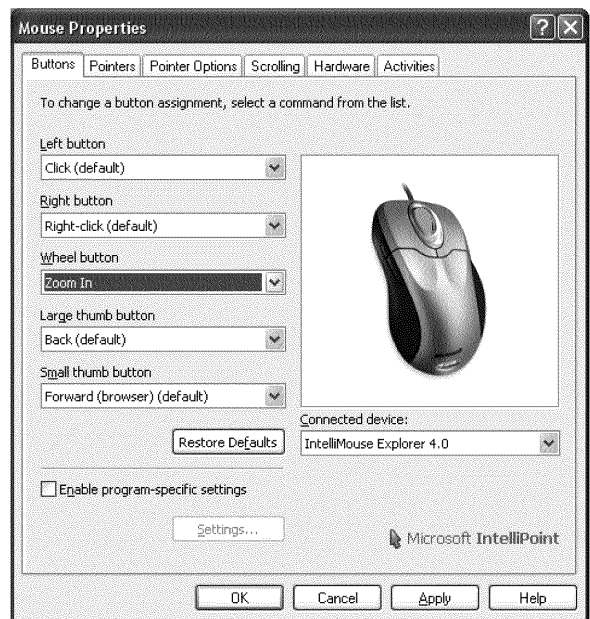 Mouse Properties
Buttons Pointers Pointer Options Scrolling Hardware Activities
To change a button assignment, select a command from the list.
Left button
Click (default)
Right button
Right-click (default)
Wheel button
Zoom In
Large thumb button
Back (default)
Small thumb button
Forward (browser) (default)
Connected device:
Restore Defaults
IntelliMouse Explorer 4.0
Enable program-specific settings
Settings...
Microsoft IntelliPoint
OK Cancel Apply Help